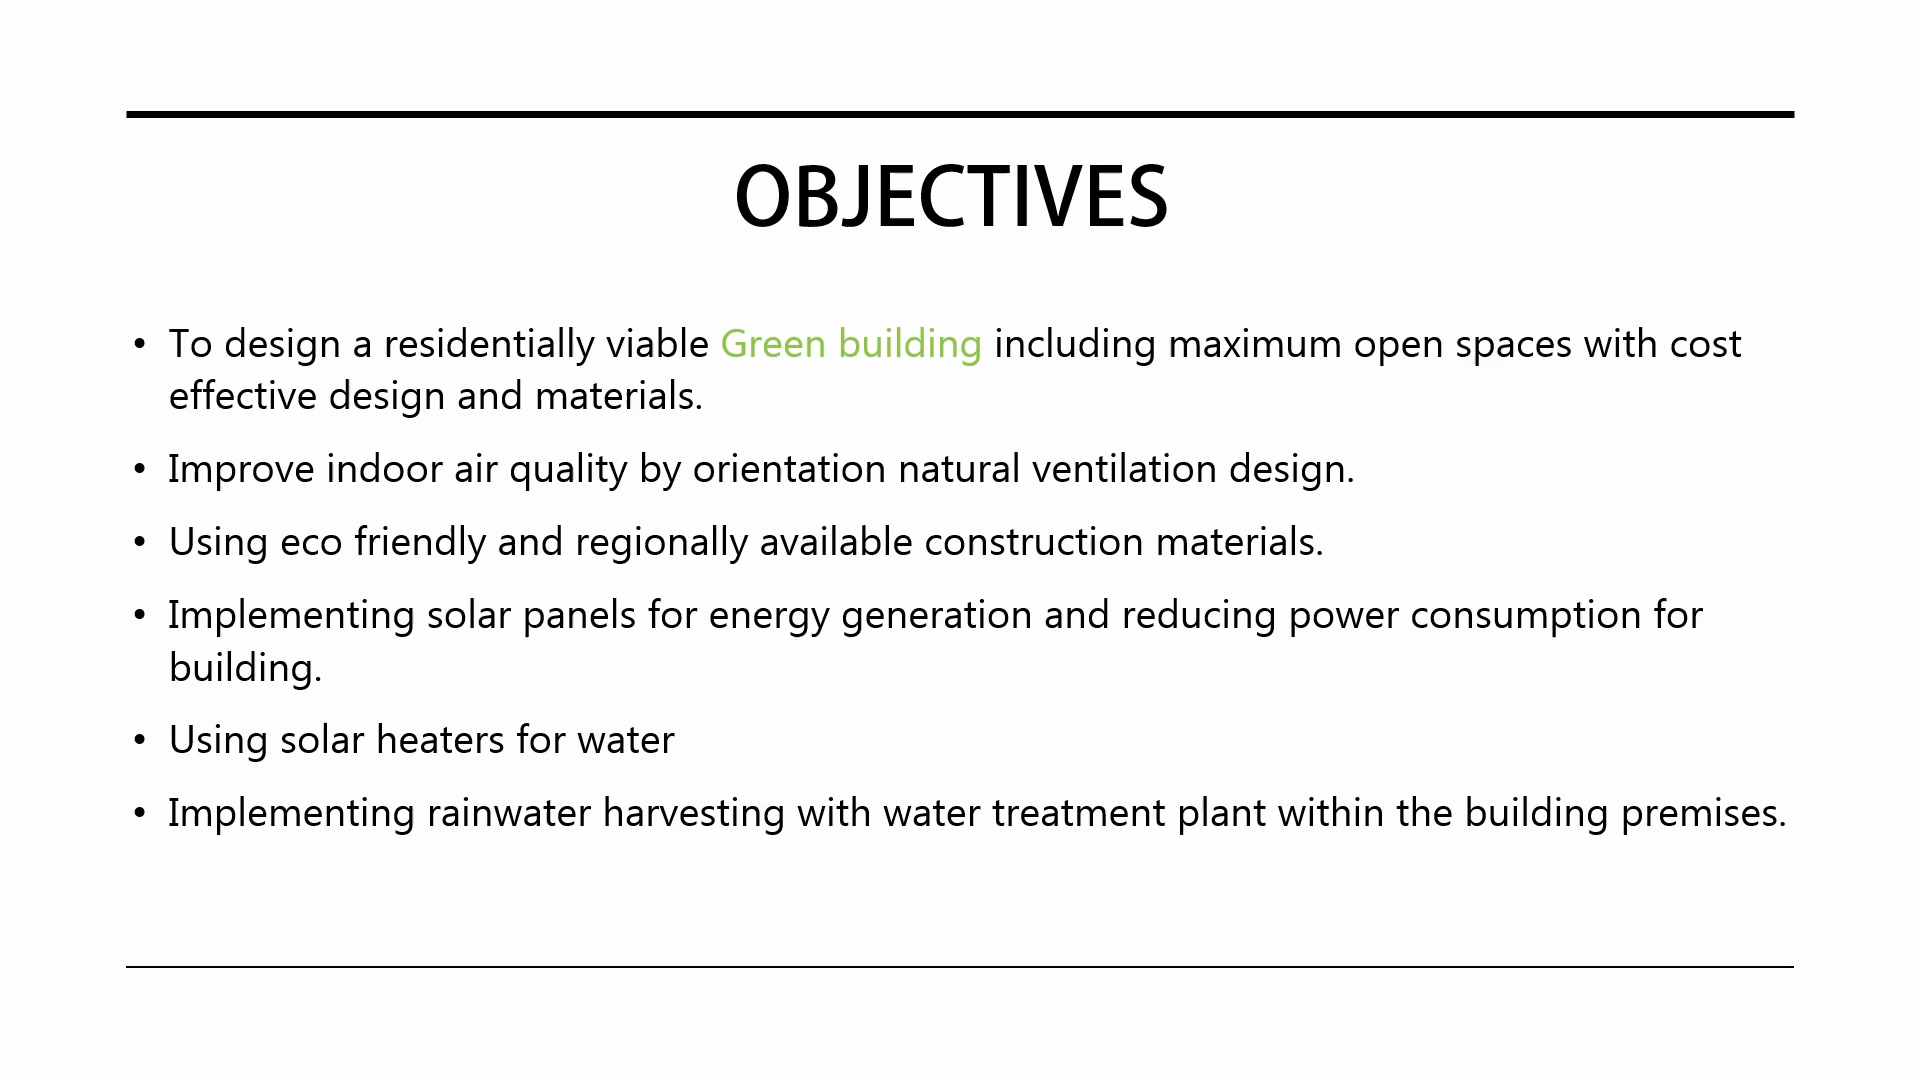 OBJECTIVES
• To design a residentially viable Green building including maximum open spaces with cost
effective design and materials.
• Improve indoor air quality by orientation natural ventilation design.
• Using eco friendly and regionally available construction materials.
• Implementing solar panels for energy generation and reducing power consumption for
building.
• Using solar heaters for water
• Implementing rainwater harvesting with water treatment plant within the building premises.